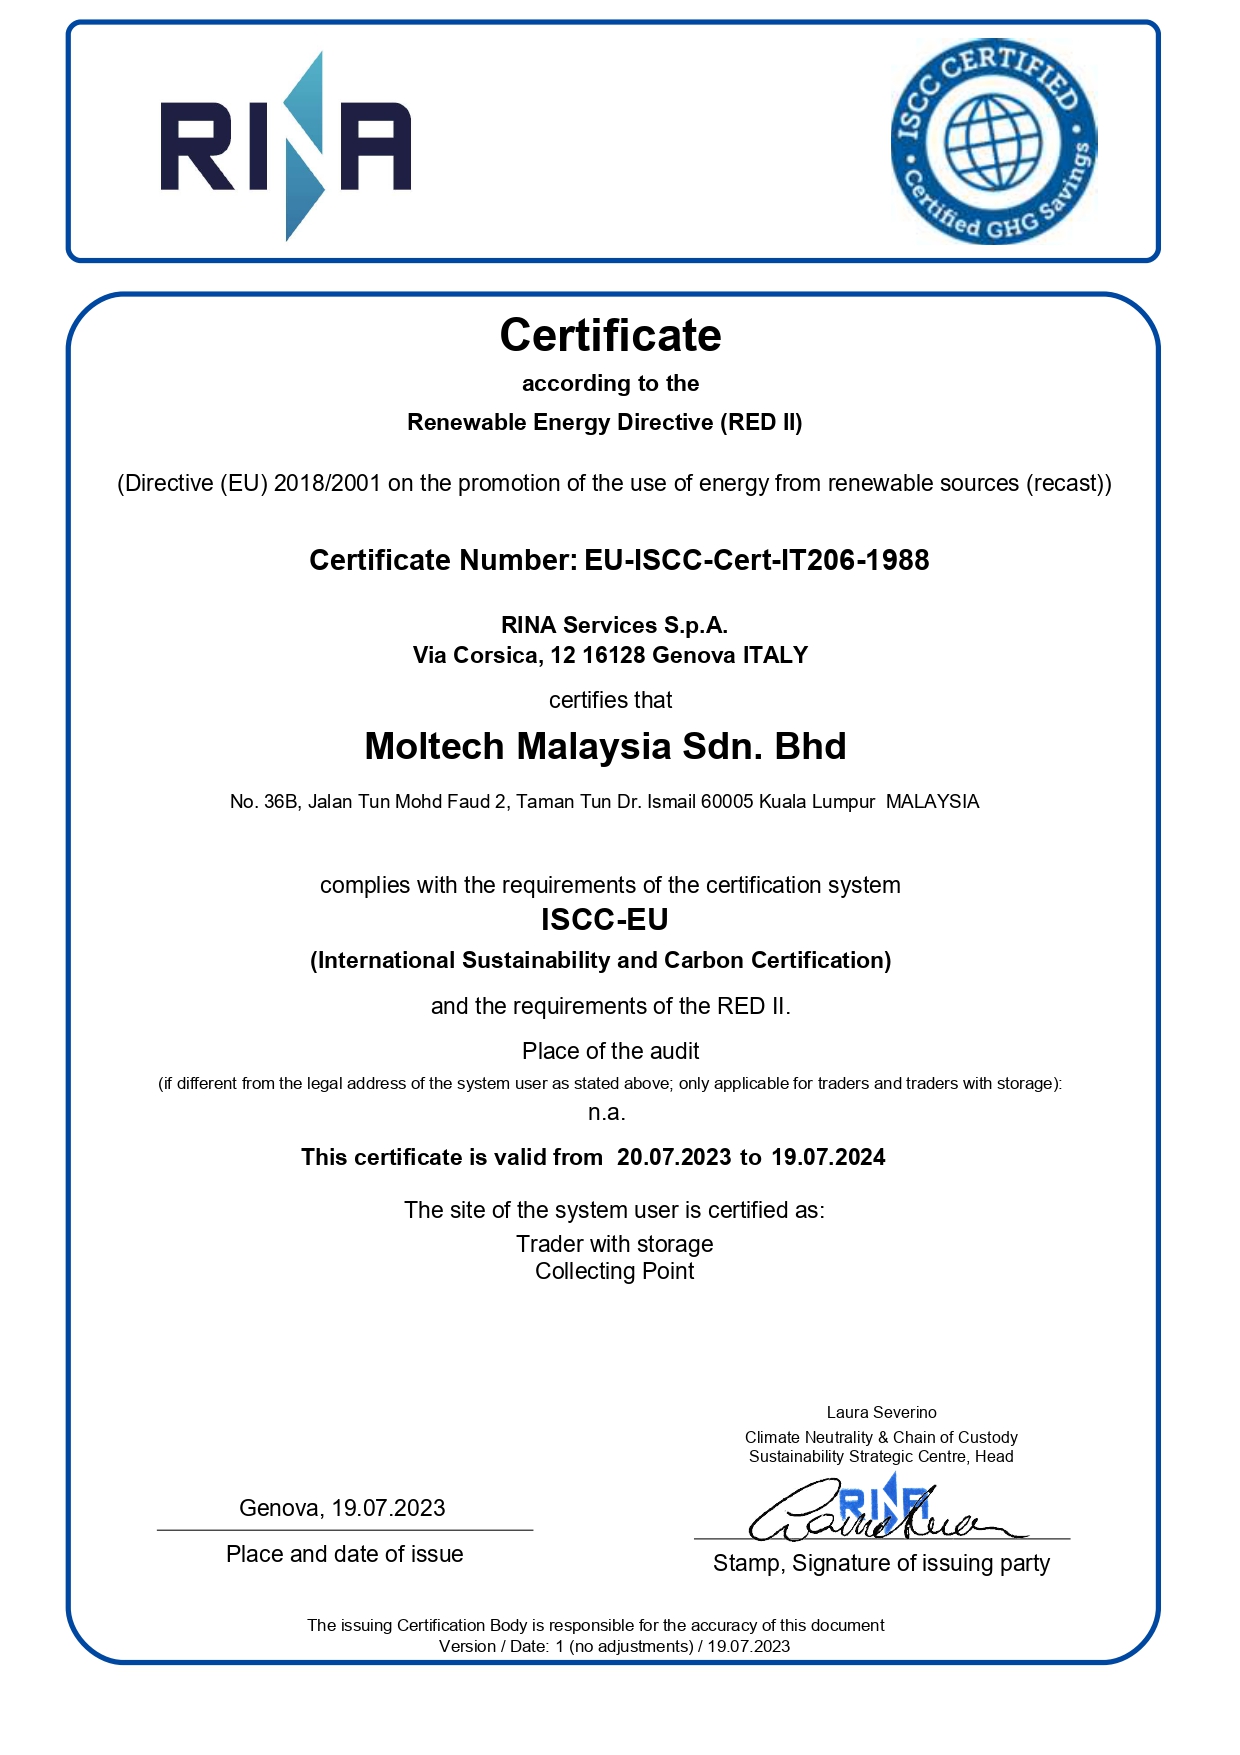 RINA
ISCC CERTIFIED
Certified GHG Savings
Certificate
according to the
Renewable Energy Directive (RED II)
(Directive (EU) 2018/2001 on the promotion of the use of energy from renewable sources (recast))
Certificate Number: EU-ISCC-Cert-IT206-1988
RINA Services S.p.A.
Via Corsica, 12 16128 Genova ITALY
certifies that
Moltech Malaysia Sdn. Bhd
No. 36B, Jalan Tun Mohd Faud 2, Taman Tun Dr. Ismail 60005 Kuala Lumpur  MALAYSIA
complies with the requirements of the certification system
ISCC-EU
(International Sustainability and Carbon Certification)
and the requirements of the RED II.
Place of the audit
(if different from the legal address of the system user as stated above; only applicable for traders and traders with storage):
n.a.
This certificate is valid from  20.07.2023 to 19.07.2024
The site of the system user is certified as:
Trader with storage
Collecting Point
Laura Severino
Climate Neutrality & Chain of Custody
Sustainability Strategic Centre, Head
RINA
Genova, 19.07.2023
Place and date of issue
Stamp, Signature of issuing party
The issuing Certification Body is responsible for the accuracy of this document
Version / Date: 1 (no adjustments) / 19.07.2023